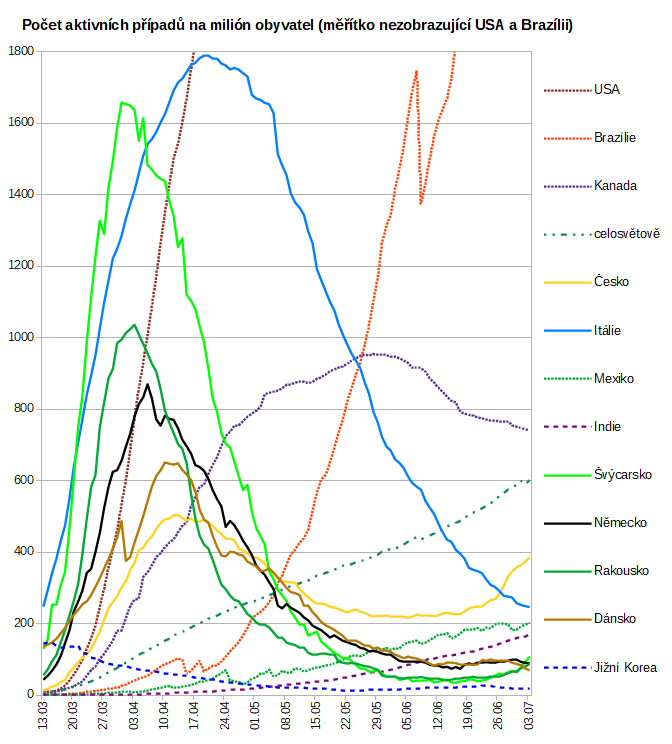 Počet aktivních případů na milión obyvatel (měřítko nezobrazující USA a Brazílii)
1800
1600
1400
1200
1000
800
600
400
200
0
13.03
20.03
27.03
03.04
10.04
17.04
24.04
01.05
08.05
15.05
22.05
29.05
05.06
12.06
19.06
26.06
03.07
USA
Brazílie
Kanada
celosvětově
Česko
Itálie
Mexiko
Indie
Švýcarsko
Německo
Rakousko
Dánsko
Jižní Korea